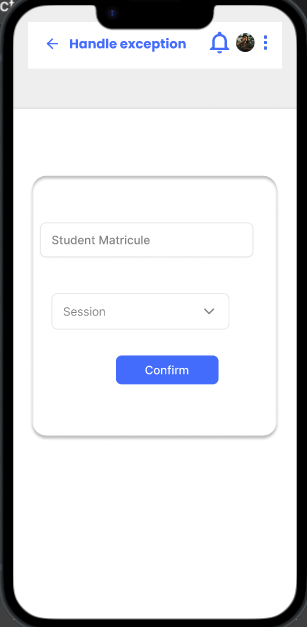 Handle exception
Student Matricule
Session
Confirm